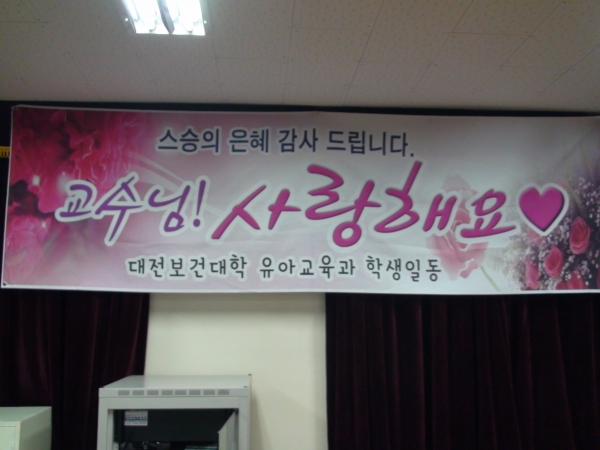 스승의 은혜 감사 드립니다.
교수님! 사랑해요♥
대전보건대학 유아교육과 학생일동